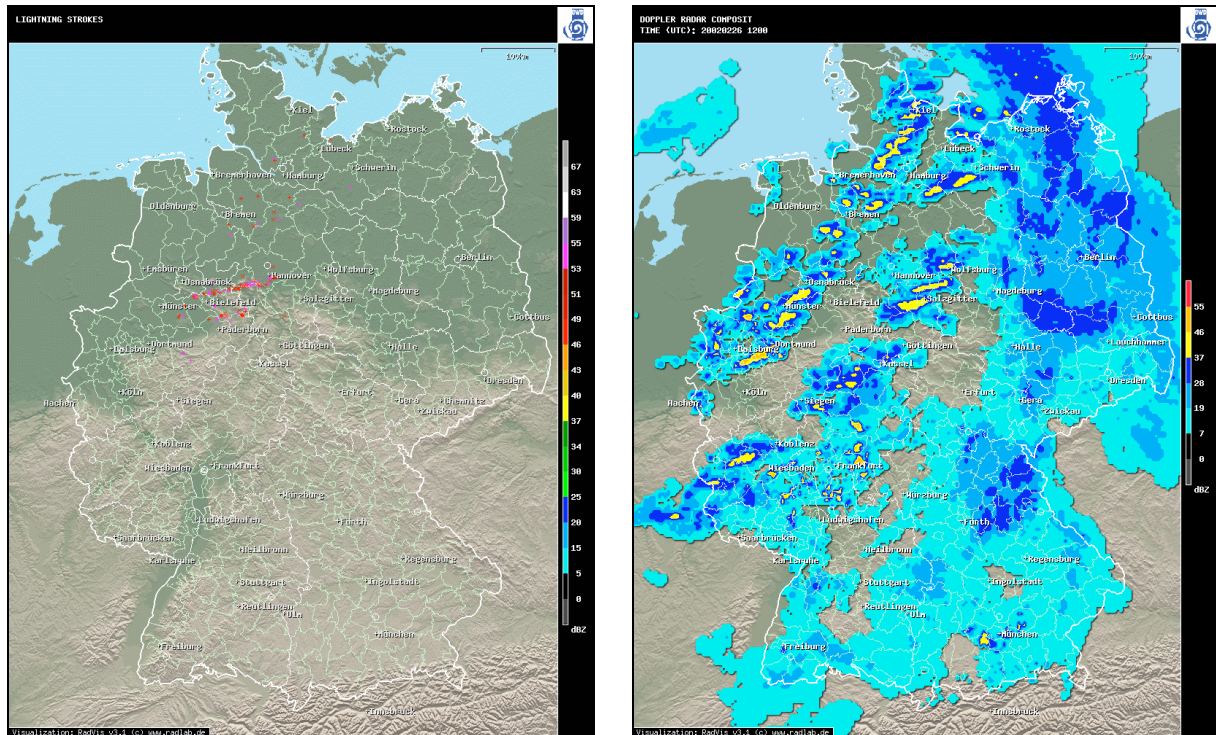 LIGHTNING STROKES
100km
Kiel
Rostock
Lübeck
Schwerin
Bremerhaven
Hamburg
Oldenburg
Bremen
Emsbüren
Hannover
Wolfsburg
Berlin
Osnabrück
Magdeburg
Münster
Bielefeld
Salzgitter
Cottbus
Paderborn
Duisburg
Dortmund
Göttingen
Halle
Kassel
Dresden
Köln
Erfurt
Aachen
Siegen
Gera
Chemnitz
Zwickau
Koblenz
Wiesbaden
Frankfurt
Würzburg
Ludwigshafen
Fürth
Saarbrücken
Heilbronn
Karlsruhe
Regensburg
Stuttgart
Ingolstadt
Reutlingen
Ulm
München
Freiburg
Innsbruck
67
63
59
55
53
51
49
46
43
40
37
34
30
25
20
15
5
0
dBZ
Visualization: RadVis v3.1 (c) www.radlab.de
DOPPLER RADAR COMPOSIT
TIME (UTC): 20020226 1200
100km
Kiel
Rostock
Lübeck
Schwerin
Bremerhaven
Hamburg
Oldenburg
Bremen
Berlin
Hannover
Wolfsburg
Osnabrück
Magdeburg
Münster
Bielefeld
Salzgitter
Cottbus
Paderborn
Duisburg
Dortmund
Göttingen
Halle
Lauchhammer
Kassel
Dresden
Erfurt
Aachen
Siegen
Gera
Zwickau
Koblenz
Wiesbaden
Frankfurt
Würzburg
Ludwigshafen
Fürth
Saarbrücken
Heilbronn
Karlsruhe
Regensburg
Stuttgart
Ingolstadt
Reutlingen
Ulm
München
Freiburg
Innsbruck
55
46
37
28
19
7
0
dBZ
Visualization: RadVis v3.1 (c) www.radlab.de